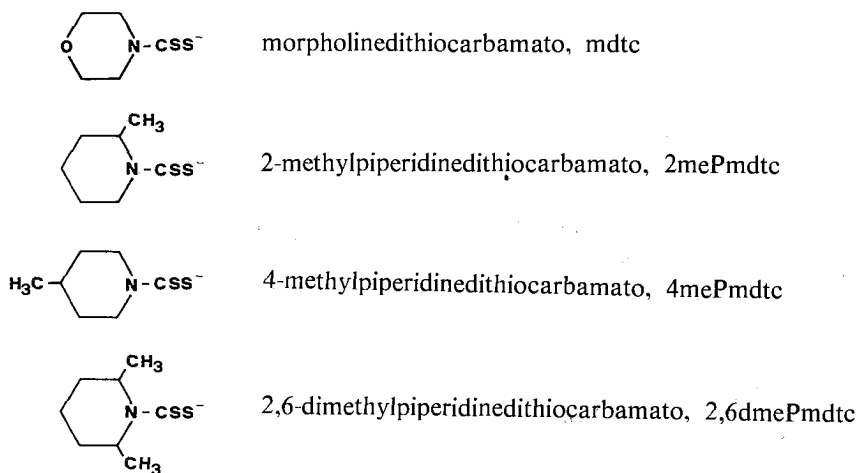 O N-CSS⁻ morpholinedithiocarbamato, mdtc
CH₃
N-CSS⁻ 2-methylpiperidinedithiocarbamato, 2mePmdtc
H₃C N-CSS⁻ 4-methylpiperidinedithiocarbamato, 4mePmdtc
CH₃
N-CSS⁻ 2,6-dimethylpiperidinedithiocarbamato, 2,6dmePmdtc
CH₃